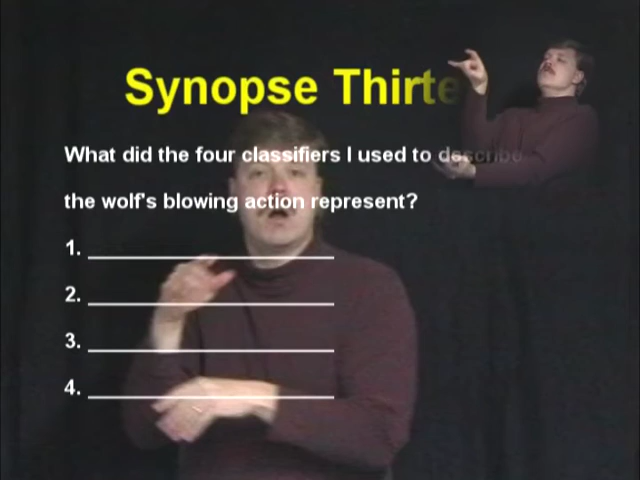 Synopse Thirte
What did the four classifiers I used to describe
the wolf's blowing action represent?
1.
2.
3.
4.